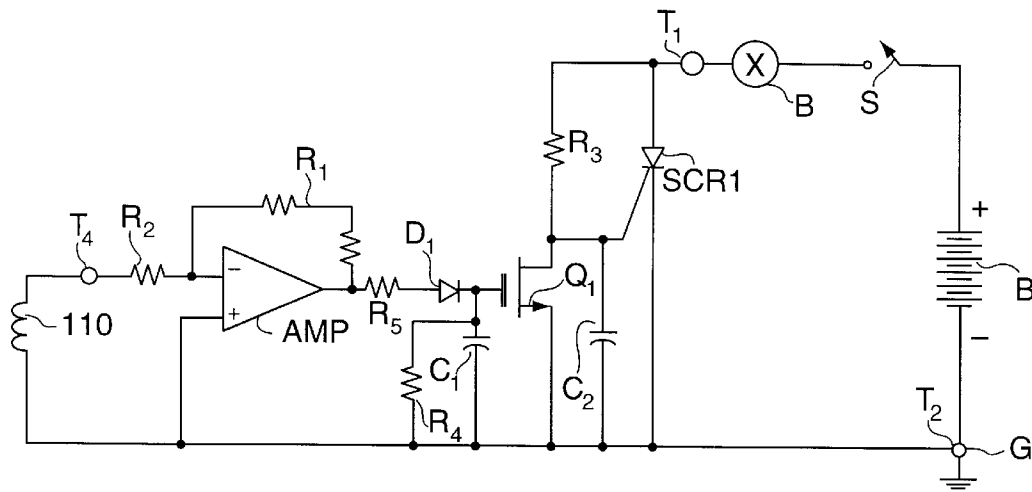 T1
X
B
S
R3
SCR1
R1
T4
R2
D1
+
−
Q1
B
110
−
+
AMP
R5
C1
C2
R4
T2
G